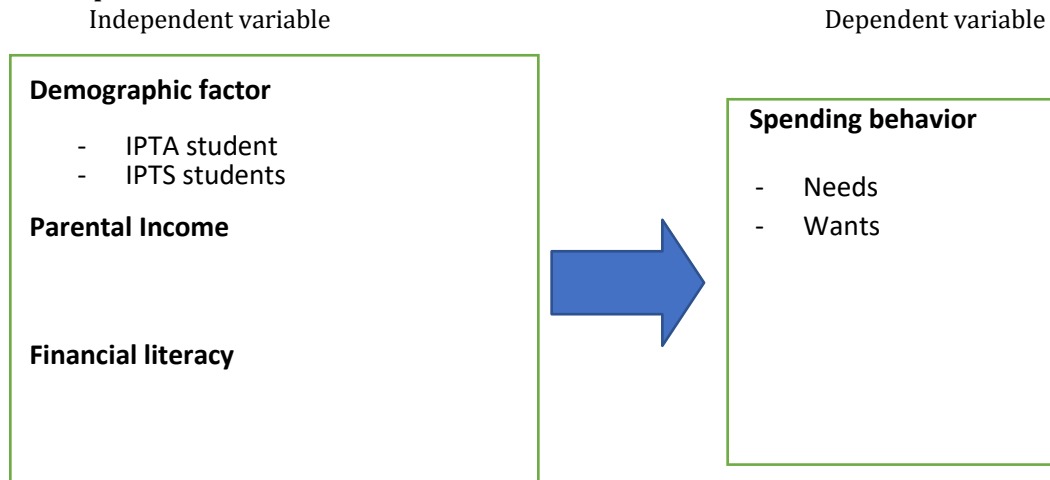 Independent variable
Dependent variable
Demographic factor
- IPTA student
- IPTS students
Parental Income
Financial literacy
Spending behavior
- Needs
- Wants